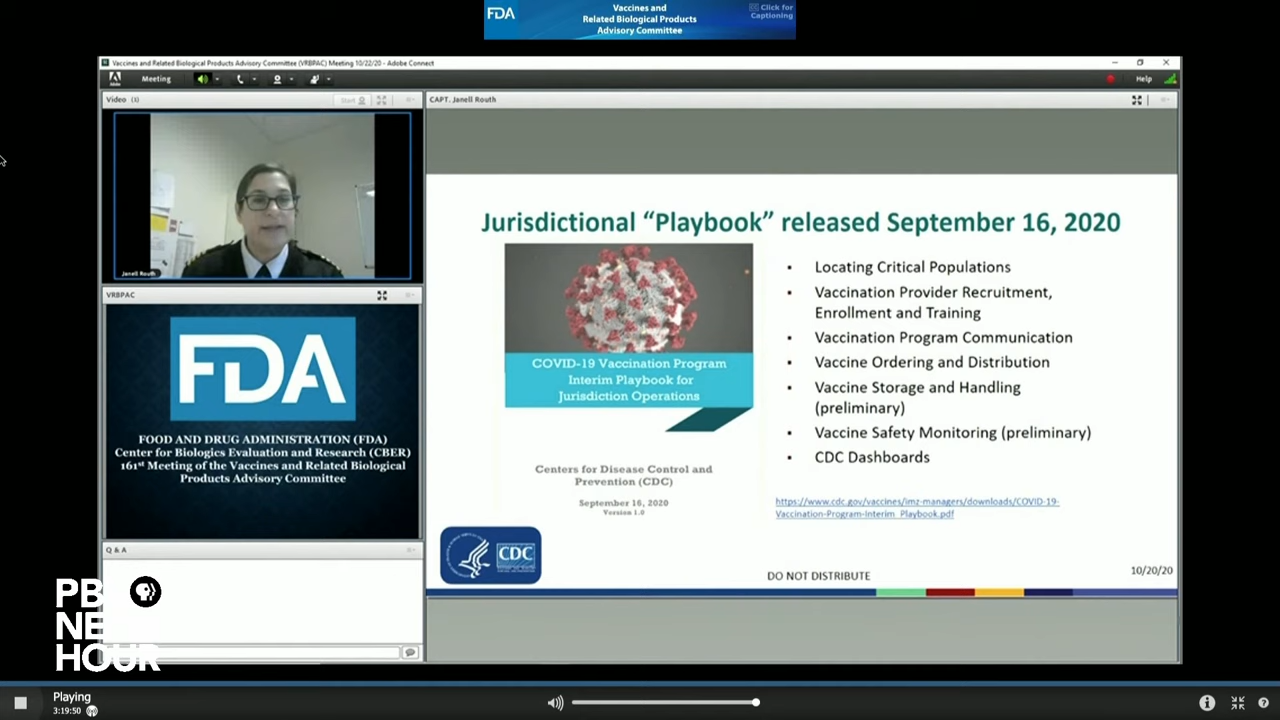 FDA
Vaccines and
Related Biological Products
Advisory Committee
CC Click for
Captioning
Vaccines and Related Biological Products Advisory Committee (VRBPAC) Meeting 10/22/20 - Adobe Connect
Meeting
Help
Video (3)
Start
CAPT. Janell Routh
Janell Routh
VRBPAC
FDA
FOOD AND DRUG ADMINISTRATION (FDA)
Center for Biologics Evaluation and Research (CBER)
161st Meeting of the Vaccines and Related Biological
Products Advisory Committee
Q & A
Jurisdictional “Playbook” released September 16, 2020
COVID-19 Vaccination Program
Interim Playbook for
Jurisdiction Operations
Centers for Disease Control and
Prevention (CDC)
September 16, 2020
Version 1.0
▪ Locating Critical Populations
▪ Vaccination Provider Recruitment,
Enrollment and Training
▪ Vaccination Program Communication
▪ Vaccine Ordering and Distribution
▪ Vaccine Storage and Handling
(preliminary)
▪ Vaccine Safety Monitoring (preliminary)
▪ CDC Dashboards
https://www.cdc.gov/vaccines/imz-managers/downloads/COVID-19-
Vaccination-Program-Interim_Playbook.pdf
CDC
DO NOT DISTRIBUTE
10/20/20
PB
NE
HOUR
Playing
3:19:50